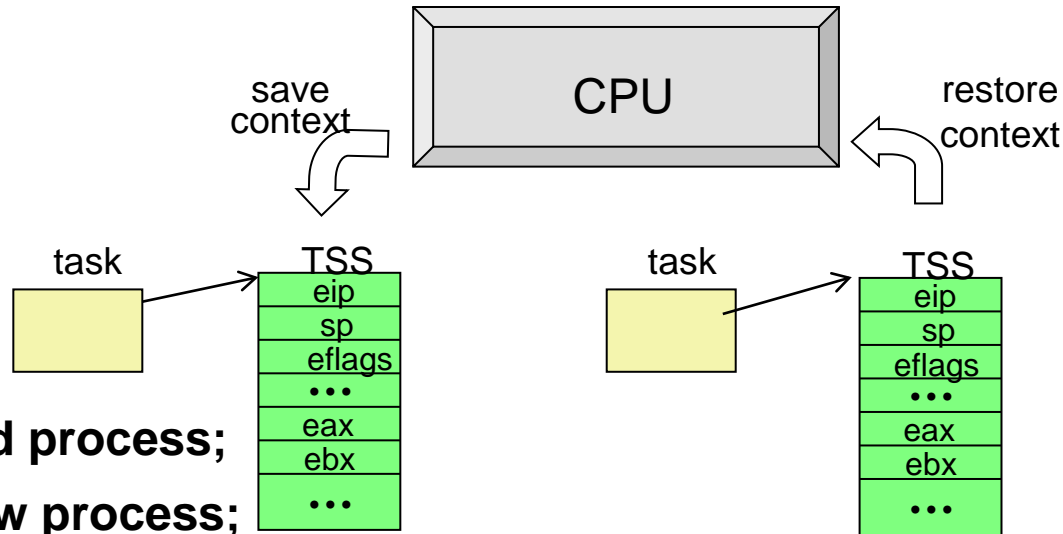 CPU
save
context
restore
context
task
TSS
eip
sp
eflags
•••
eax
ebx
•••
task
TSS
eip
sp
eflags
•••
eax
ebx
•••
process;
process;